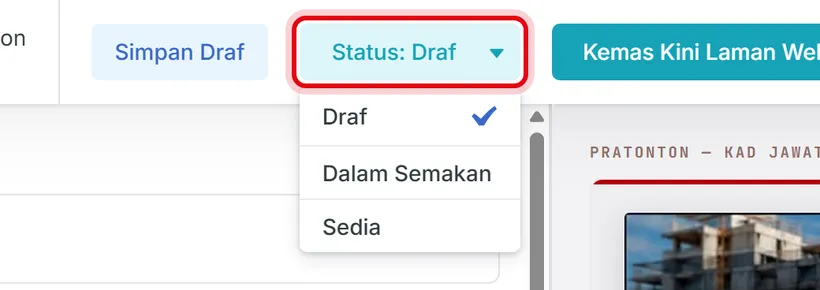 on
Simpan Draf
Status: Draf
Kemas Kini Laman Wel
Draf
Dalam Semakan
Sedia
PRATONTON — KAD JAWAT